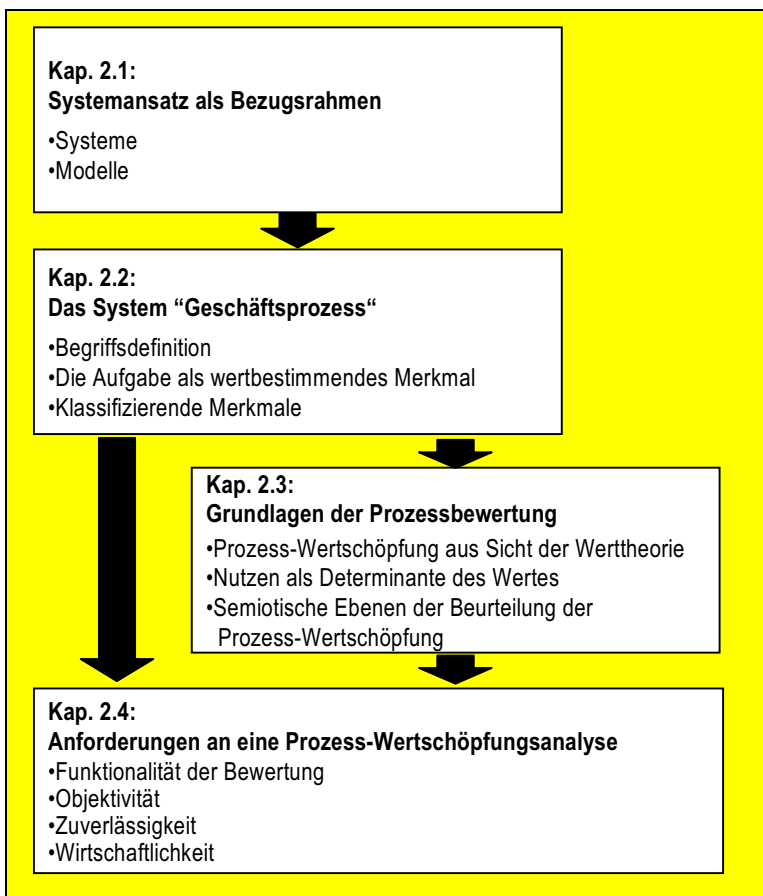 Kap. 2.1:
Systemansatz als Bezugsrahmen
•Systeme
•Modelle
Kap. 2.2:
Das System “Geschäftsprozess“
•Begriffsdefinition
•Die Aufgabe als wertbestimmendes Merkmal
•Klassifizierende Merkmale
Kap. 2.3:
Grundlagen der Prozessbewertung
•Prozess-Wertschöpfung aus Sicht der Werttheorie
•Nutzen als Determinante des Wertes
•Semiotische Ebenen der Beurteilung der
Prozess-Wertschöpfung
Kap. 2.4:
Anforderungen an eine Prozess-Wertschöpfungsanalyse
•Funktionalität der Bewertung
•Objektivität
•Zuverlässigkeit
•Wirtschaftlichkeit